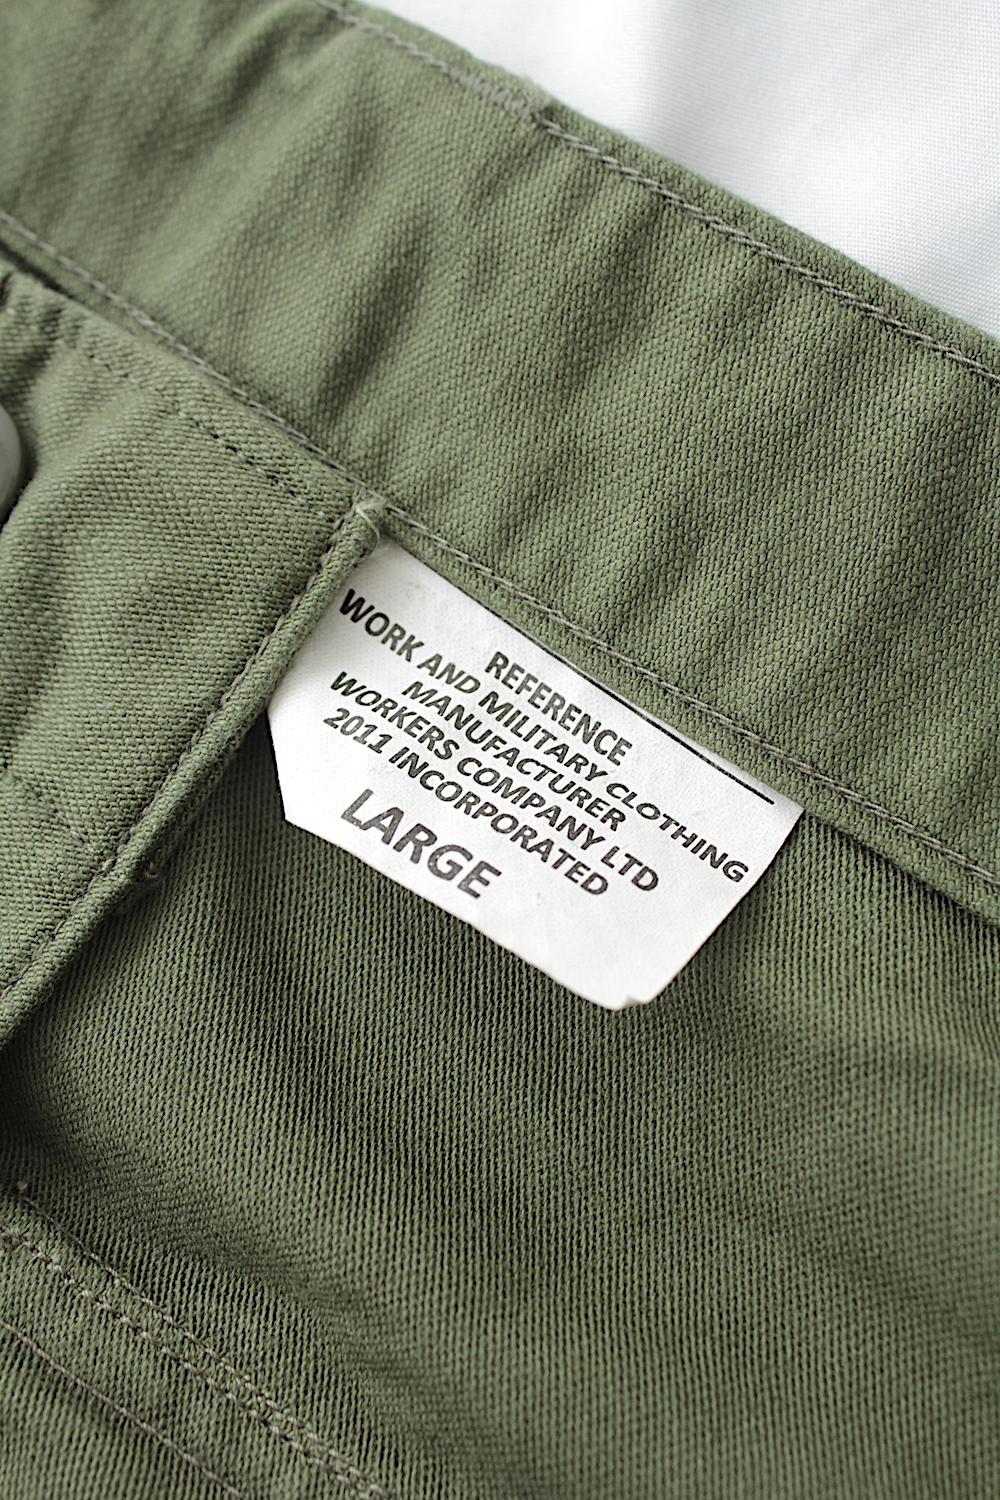 REFERENCE
WORK AND MILITARY CLOTHING
MANUFACTURER
WORKERS COMPANY LTD
2011 INCORPORATED
LARGE